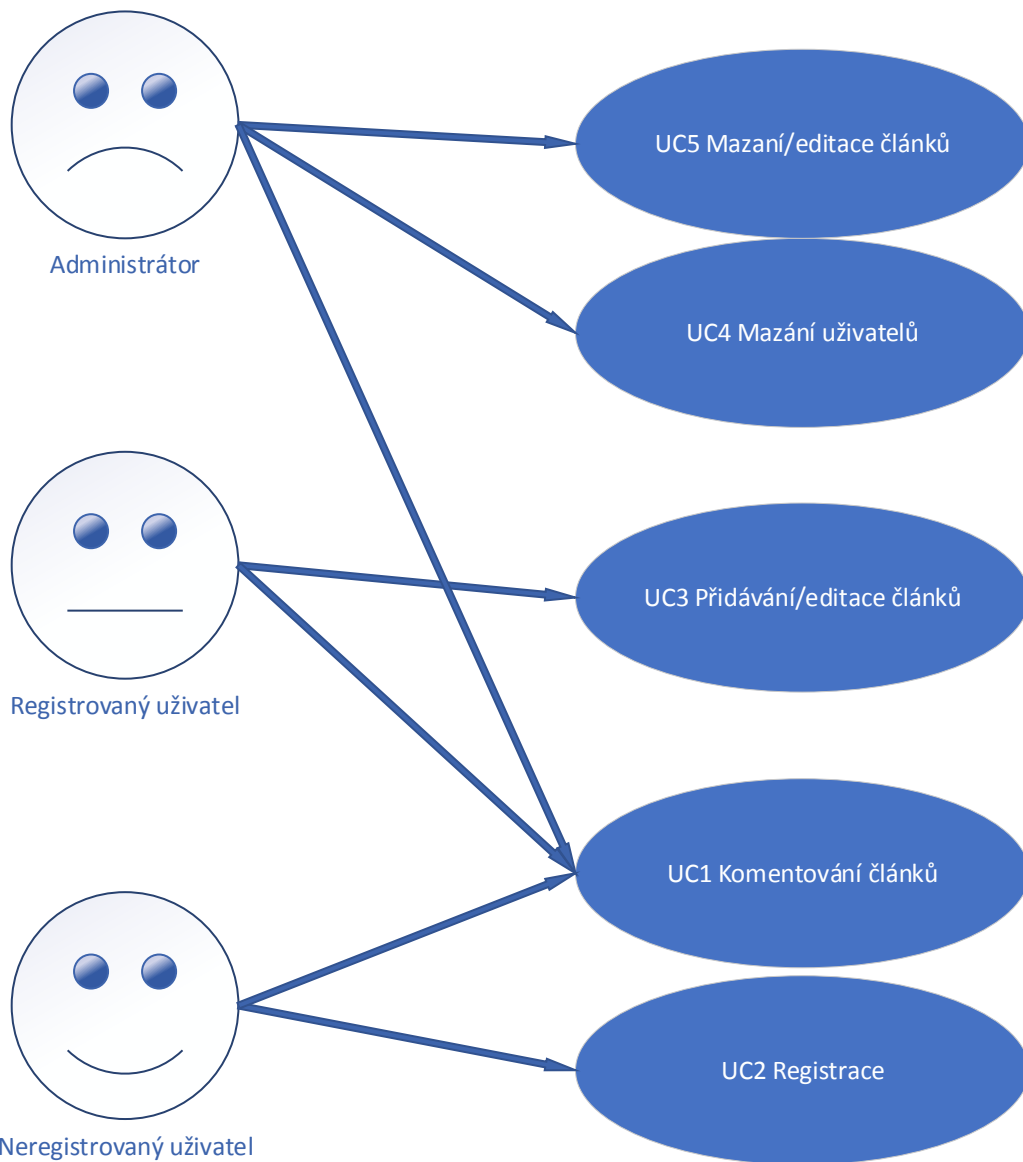 UC5 Mazaní/editace článků
Administrátor
UC4 Mazání uživatelů
UC3 Přidávání/editace článků
Registrovaný uživatel
UC1 Komentování článků
UC2 Registrace
Neregistrovaný uživatel